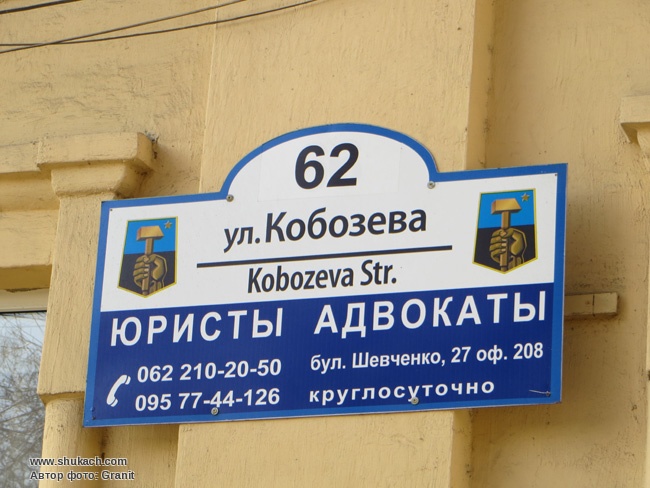 62
ул. Кобозева
Kobozeva Str.
ЮРИСТЫ АДВОКАТЫ
062 210-20-50
095 77-44-126
бул. Шевченко, 27 оф. 208
круглосуточно
www.shukach.com
Автор фото: Granit